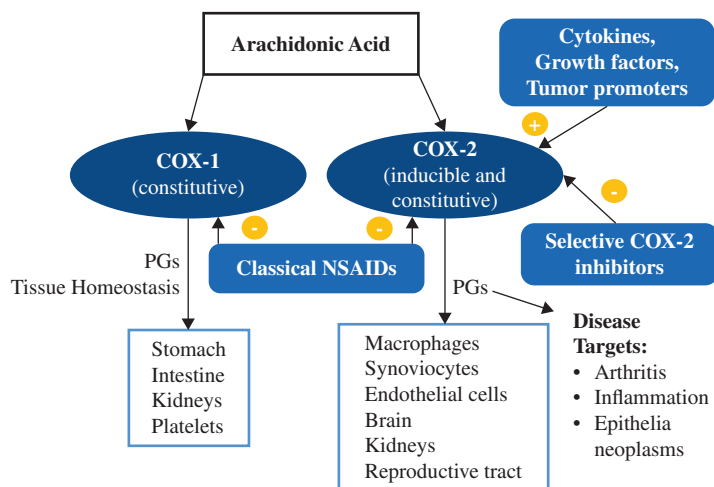 Arachidonic Acid
Cytokines,
Growth factors,
Tumor promoters
+
COX-1
(constitutive)
COX-2
(inducible and
constitutive)
-
-
-
Classical NSAIDs
Selective COX-2
inhibitors
PGs
Tissue Homeostasis
PGs
Stomach
Intestine
Kidneys
Platelets
Macrophages
Synoviocytes
Endothelial cells
Brain
Kidneys
Reproductive tract
Disease
Targets:
• Arthritis
• Inflammation
• Epithelia
neoplasms